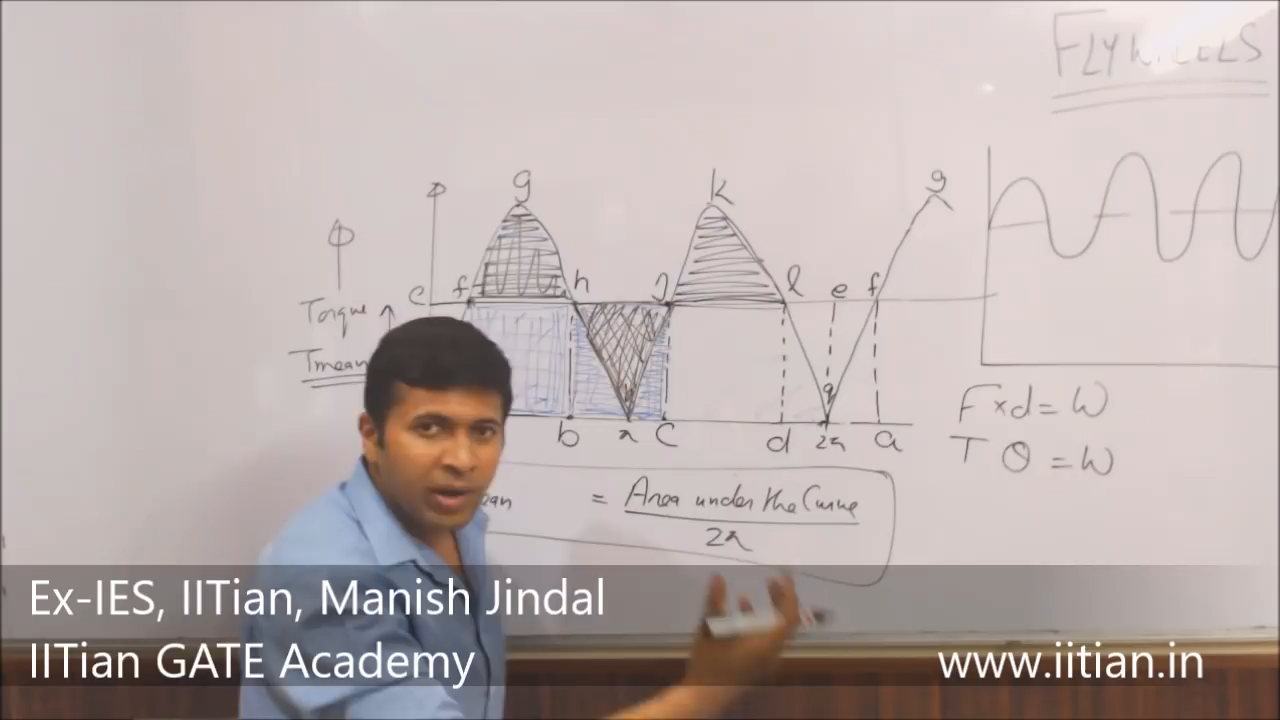 FLYWHEELS
g
k
g
Torque
Tmean
e f h j l e f
b π C d 2π a
F x d = W
T θ = W
= Area under the Curve
2π
Ex-IES, IITian, Manish Jindal
IITian GATE Academy
www.iitian.in